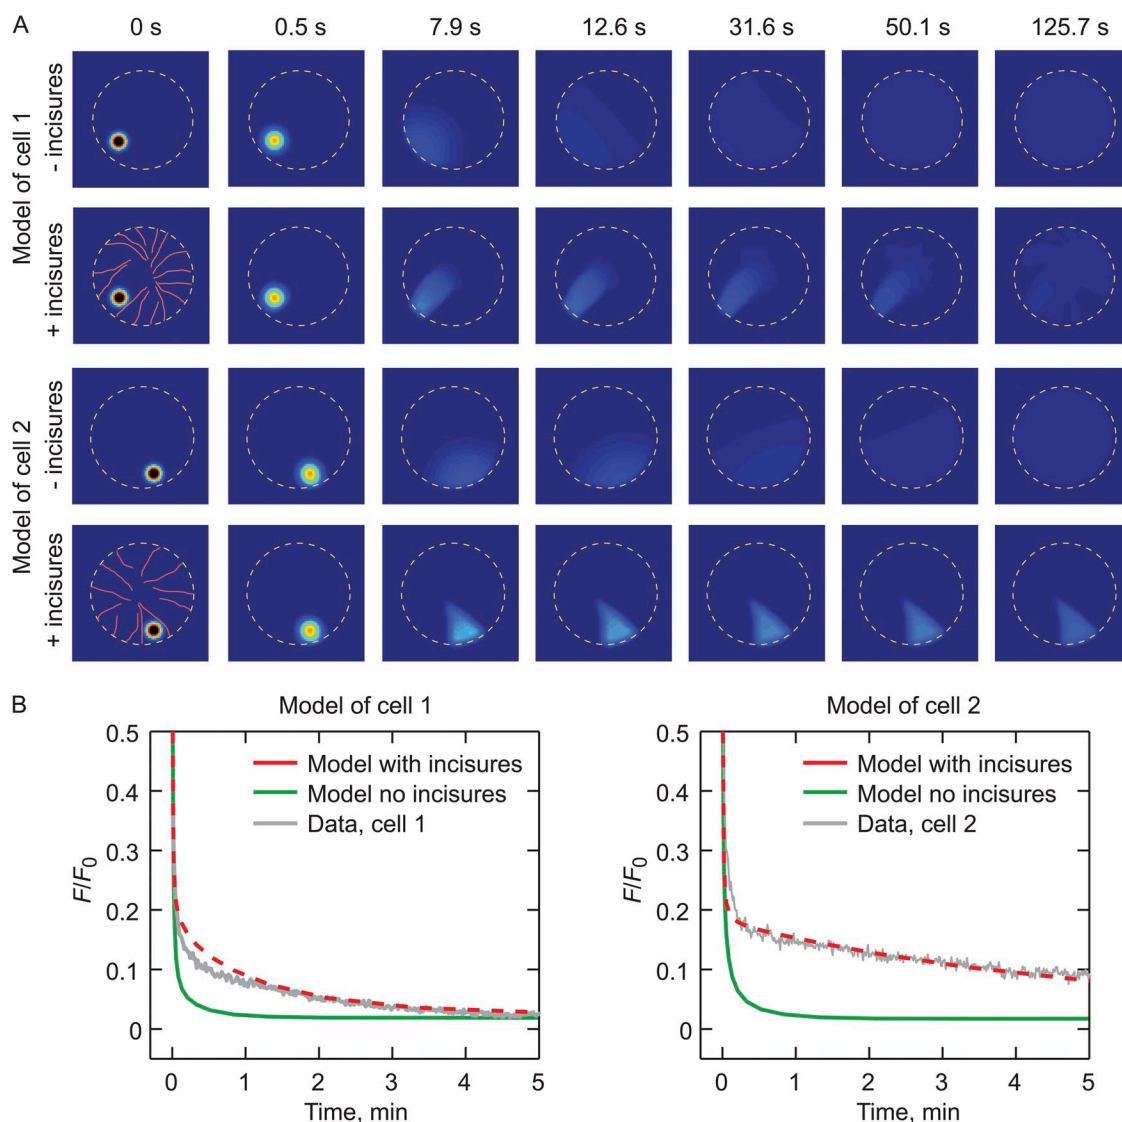 A
0 s 0.5 s 7.9 s 12.6 s 31.6 s 50.1 s 125.7 s
Model of cell 1
- incisures
+ incisures
Model of cell 2
- incisures
+ incisures
B
Model of cell 1
0.5
0.4
0.3
0.2
0.1
0
F/F0
Model with incisures
Model no incisures
Data, cell 1
0 1 2 3 4 5
Time, min
Model of cell 2
0.5
0.4
0.3
0.2
0.1
0
F/F0
Model with incisures
Model no incisures
Data, cell 2
0 1 2 3 4 5
Time, min